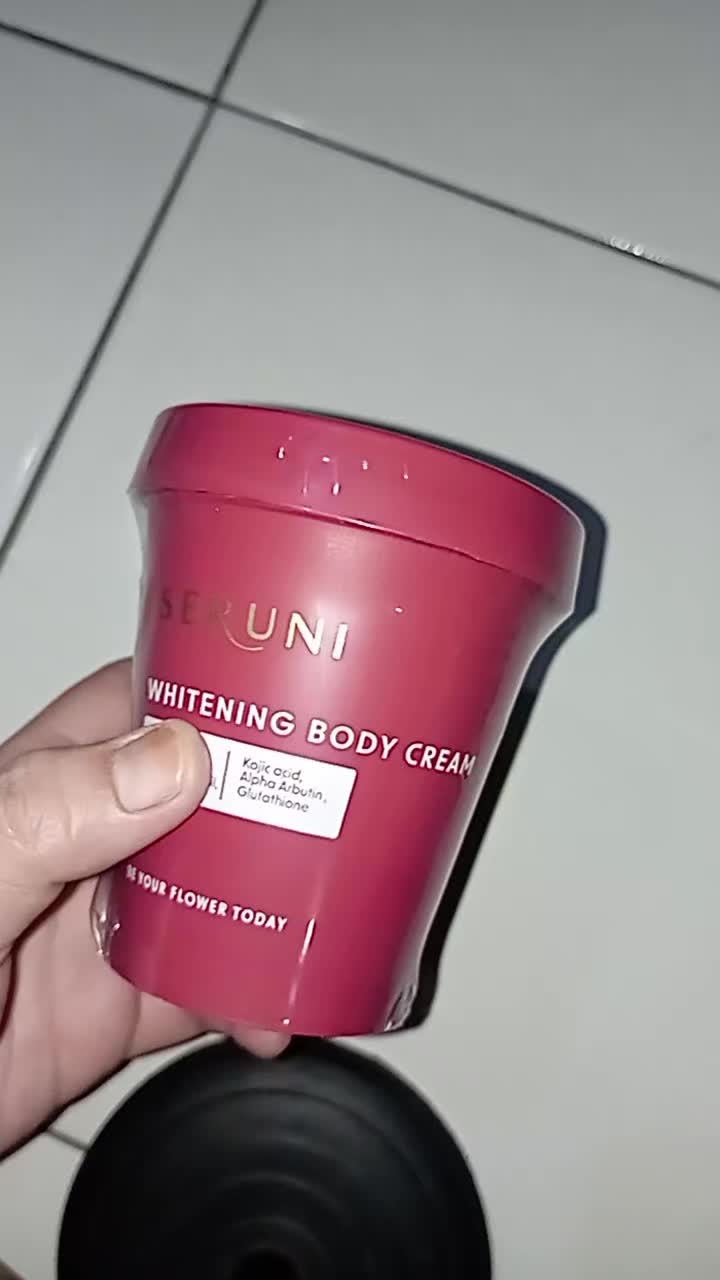 SERUNI
WHITENING BODY CREAM
Kojic acid,
Alpha Arbutin,
Glutathione
BE YOUR FLOWER TODAY